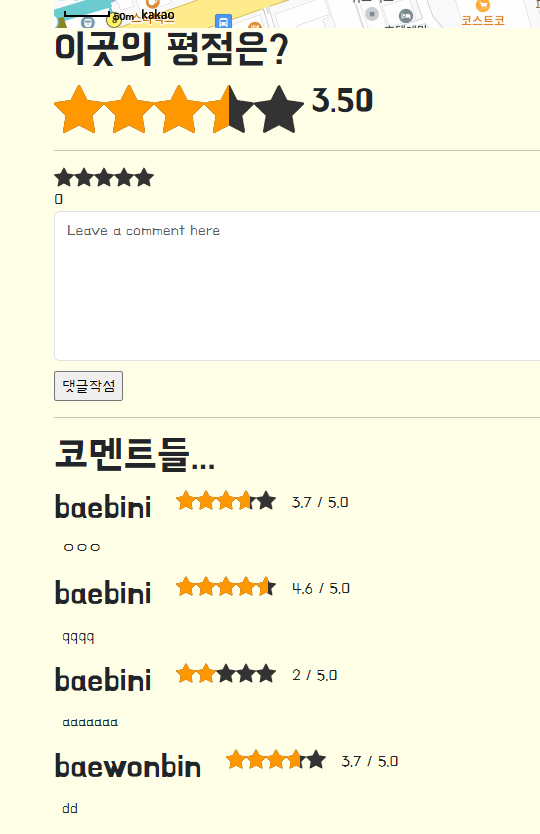 50m kakao
코스트코
이곳의 평점은?
3.50
0
Leave a comment here
댓글작성
코멘트들...
baebini 3.7 / 5.0
ㅇㅇㅇ
baebini 4.6 / 5.0
qqqq
baebini 2 / 5.0
aaaaaaa
baewonbin 3.7 / 5.0
dd